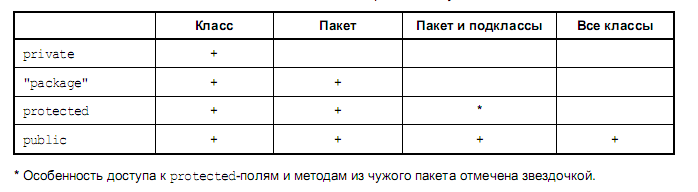 Класс Пакет Пакет и подклассы Все классы
private +
"package" + +
protected + + *
public + + + +
* Особенность доступа к protected-полям и методам из чужого пакета отмечена звездочкой.